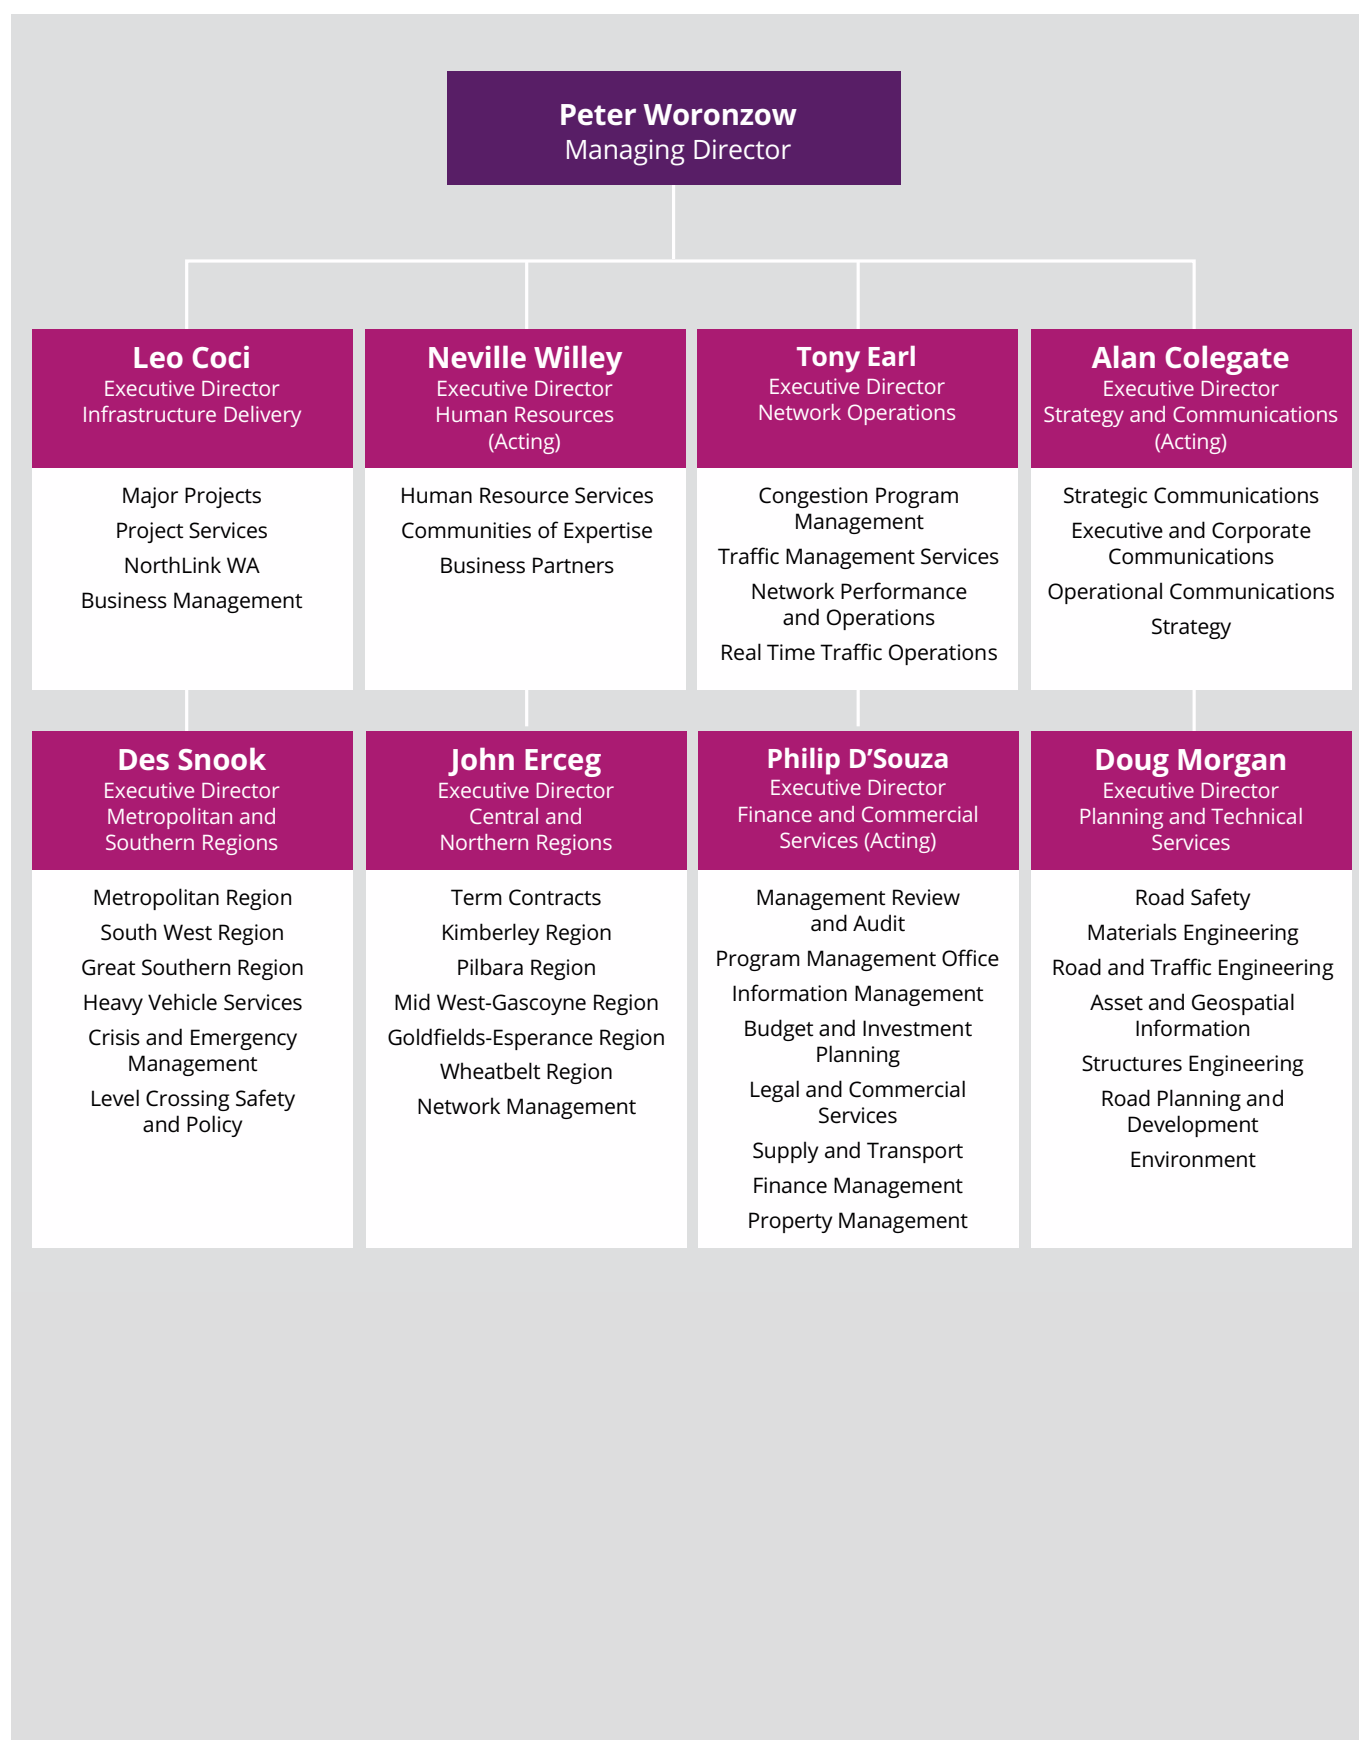 Peter Woronzow
Managing Director
Leo Coci
Executive Director
Infrastructure Delivery
Major Projects
Project Services
NorthLink WA
Business Management
Neville Willey
Executive Director
Human Resources
(Acting)
Human Resource Services
Communities of Expertise
Business Partners
Tony Earl
Executive Director
Network Operations
Congestion Program
Management
Traffic Management Services
Network Performance
and Operations
Real Time Traffic Operations
Alan Colegate
Executive Director
Strategy and Communications
(Acting)
Strategic Communications
Executive and Corporate
Communications
Operational Communications
Strategy
Des Snook
Executive Director
Metropolitan and
Southern Regions
Metropolitan Region
South West Region
Great Southern Region
Heavy Vehicle Services
Crisis and Emergency
Management
Level Crossing Safety
and Policy
John Erceg
Executive Director
Central and
Northern Regions
Term Contracts
Kimberley Region
Pilbara Region
Mid West-Gascoyne Region
Goldfields-Esperance Region
Wheatbelt Region
Network Management
Philip D’Souza
Executive Director
Finance and Commercial
Services (Acting)
Management Review
and Audit
Program Management Office
Information Management
Budget and Investment
Planning
Legal and Commercial
Services
Supply and Transport
Finance Management
Property Management
Doug Morgan
Executive Director
Planning and Technical
Services
Road Safety
Materials Engineering
Road and Traffic Engineering
Asset and Geospatial
Information
Structures Engineering
Road Planning and
Development
Environment